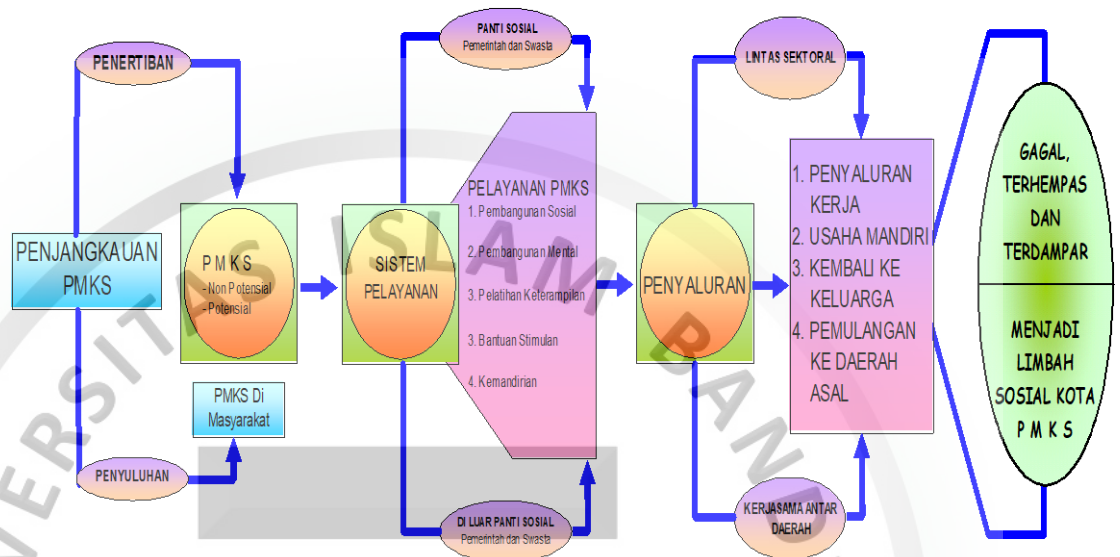 PENERTIBAN
PENJANGKAUAN
PMKS
PENYULUHAN
P M K S
- Non Potensial
- Potensial
PMKS Di
Masyarakat
PANTI SOSIAL
Pemerintah dan Swasta
SISTEM
PELAYANAN
DI LUAR PANTI SOSIAL
Pemerintah dan Swasta
PELAYANAN PMKS
1. Pembangunan Sosial
2. Pembangunan Mental
3. Pelatihan Keterampilan
3. Bantuan Stimulan
4. Kemandirian
LINTAS SEKTORAL
PENYALURAN
KERJASAMA ANTAR
DAERAH
1. PENYALURAN
KERJA
2. USAHA MANDIRI
3. KEMBALI KE
KELUARGA
4. PEMULANGAN
KE DAERAH
ASAL
GAGAL,
TERHEMPAS
DAN
TERDAMPAR
MENJADI
LIMBAH
SOSIAL KOTA
P M K S
ERSITAS ISLAM BAND